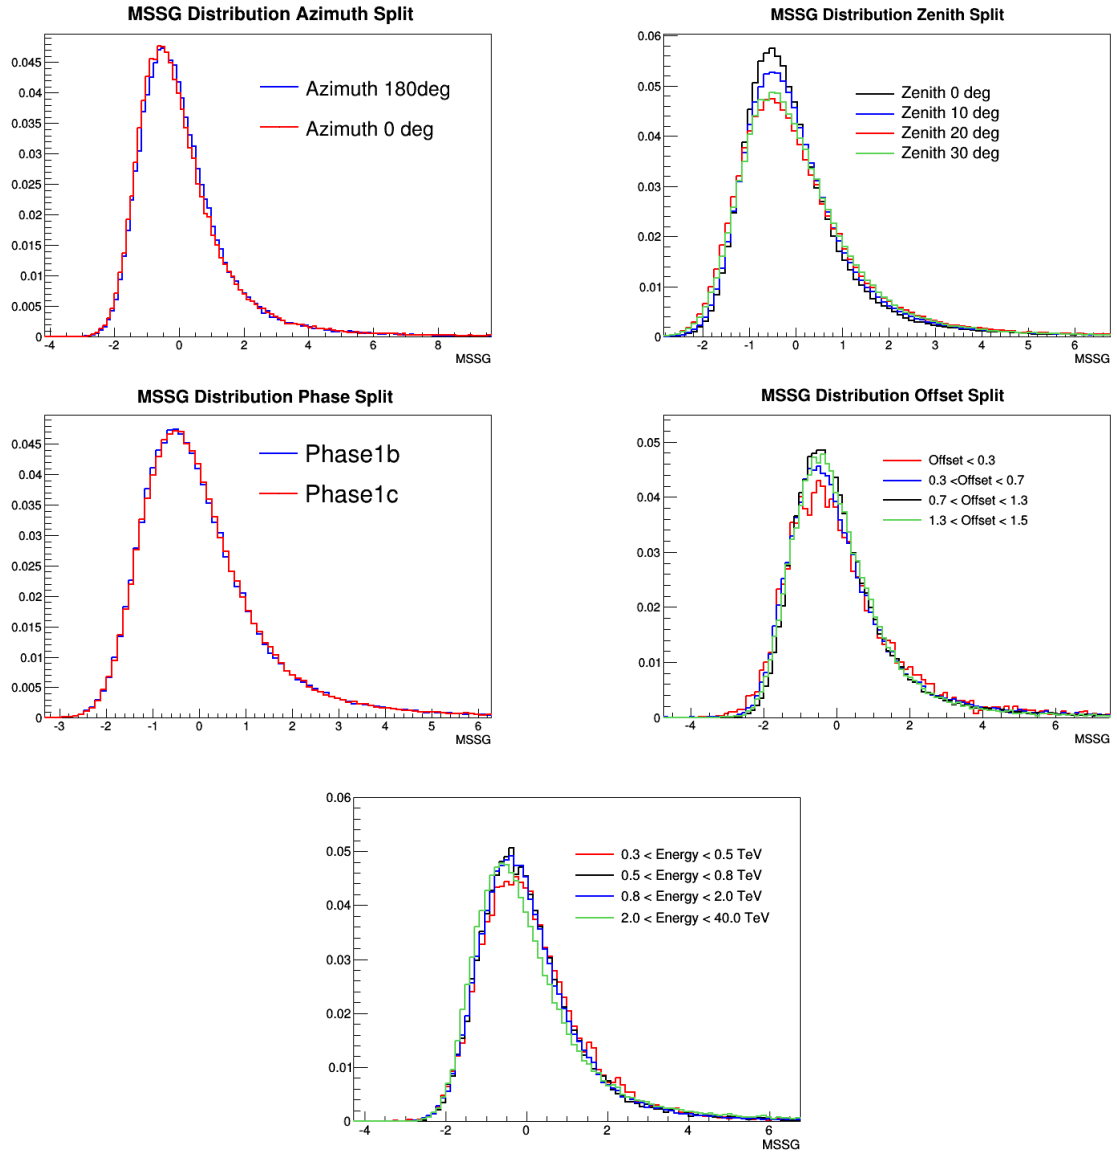 MSSG Distribution Azimuth Split
0.045
0.04
0.035
0.03
0.025
0.02
0.015
0.01
0.005
0
-4 -2 0 2 4 6 8
MSSG
Azimuth 180deg
Azimuth 0 deg
MSSG Distribution Zenith Split
0.06
0.05
0.04
0.03
0.02
0.01
0
-2 -1 0 1 2 3 4 5 6
MSSG
Zenith 0 deg
Zenith 10 deg
Zenith 20 deg
Zenith 30 deg
MSSG Distribution Phase Split
0.045
0.04
0.035
0.03
0.025
0.02
0.015
0.01
0.005
0
-3 -2 -1 0 1 2 3 4 5 6
MSSG
Phase1b
Phase1c
MSSG Distribution Offset Split
0.05
0.04
0.03
0.02
0.01
0
-4 -2 0 2 4 6
MSSG
Offset < 0.3
0.3 <Offset < 0.7
0.7 < Offset < 1.3
1.3 < Offset < 1.5
0.06
0.05
0.04
0.03
0.02
0.01
0
-4 -2 0 2 4 6
MSSG
0.3 < Energy < 0.5 TeV
0.5 < Energy < 0.8 TeV
0.8 < Energy < 2.0 TeV
2.0 < Energy < 40.0 TeV